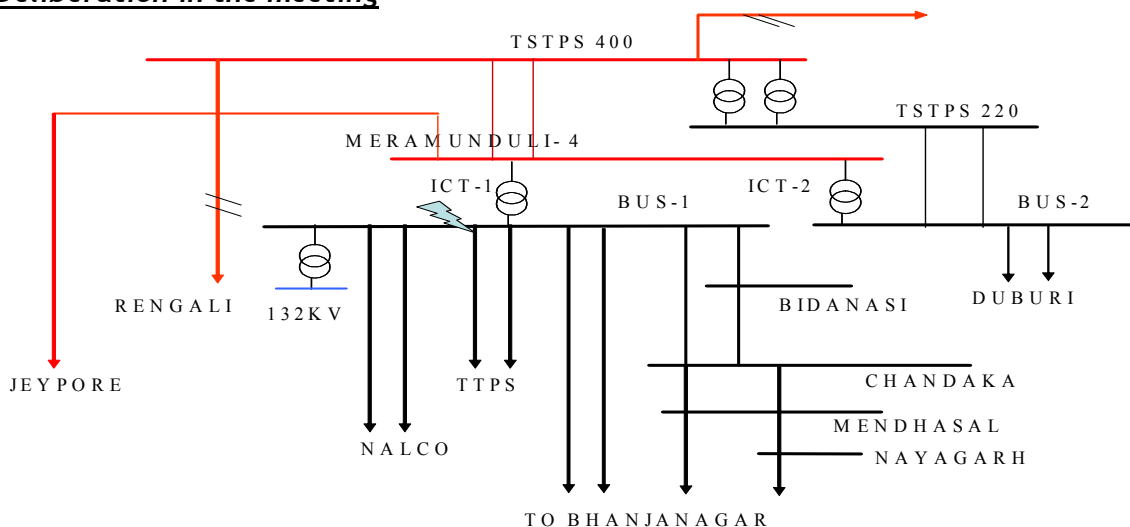 Deliberation in the meeting
TSTPS 400
TSTPS 220
MERAMUNDULI-4
ICT-1
ICT-2
BUS-1
BUS-2
RENGALI
132KV
BIDANASI
DUBURI
JEYPORE
TTPS
CHANDAKA
MENDHASAL
NALCO
NAYAGARH
TO BHANJANAGAR